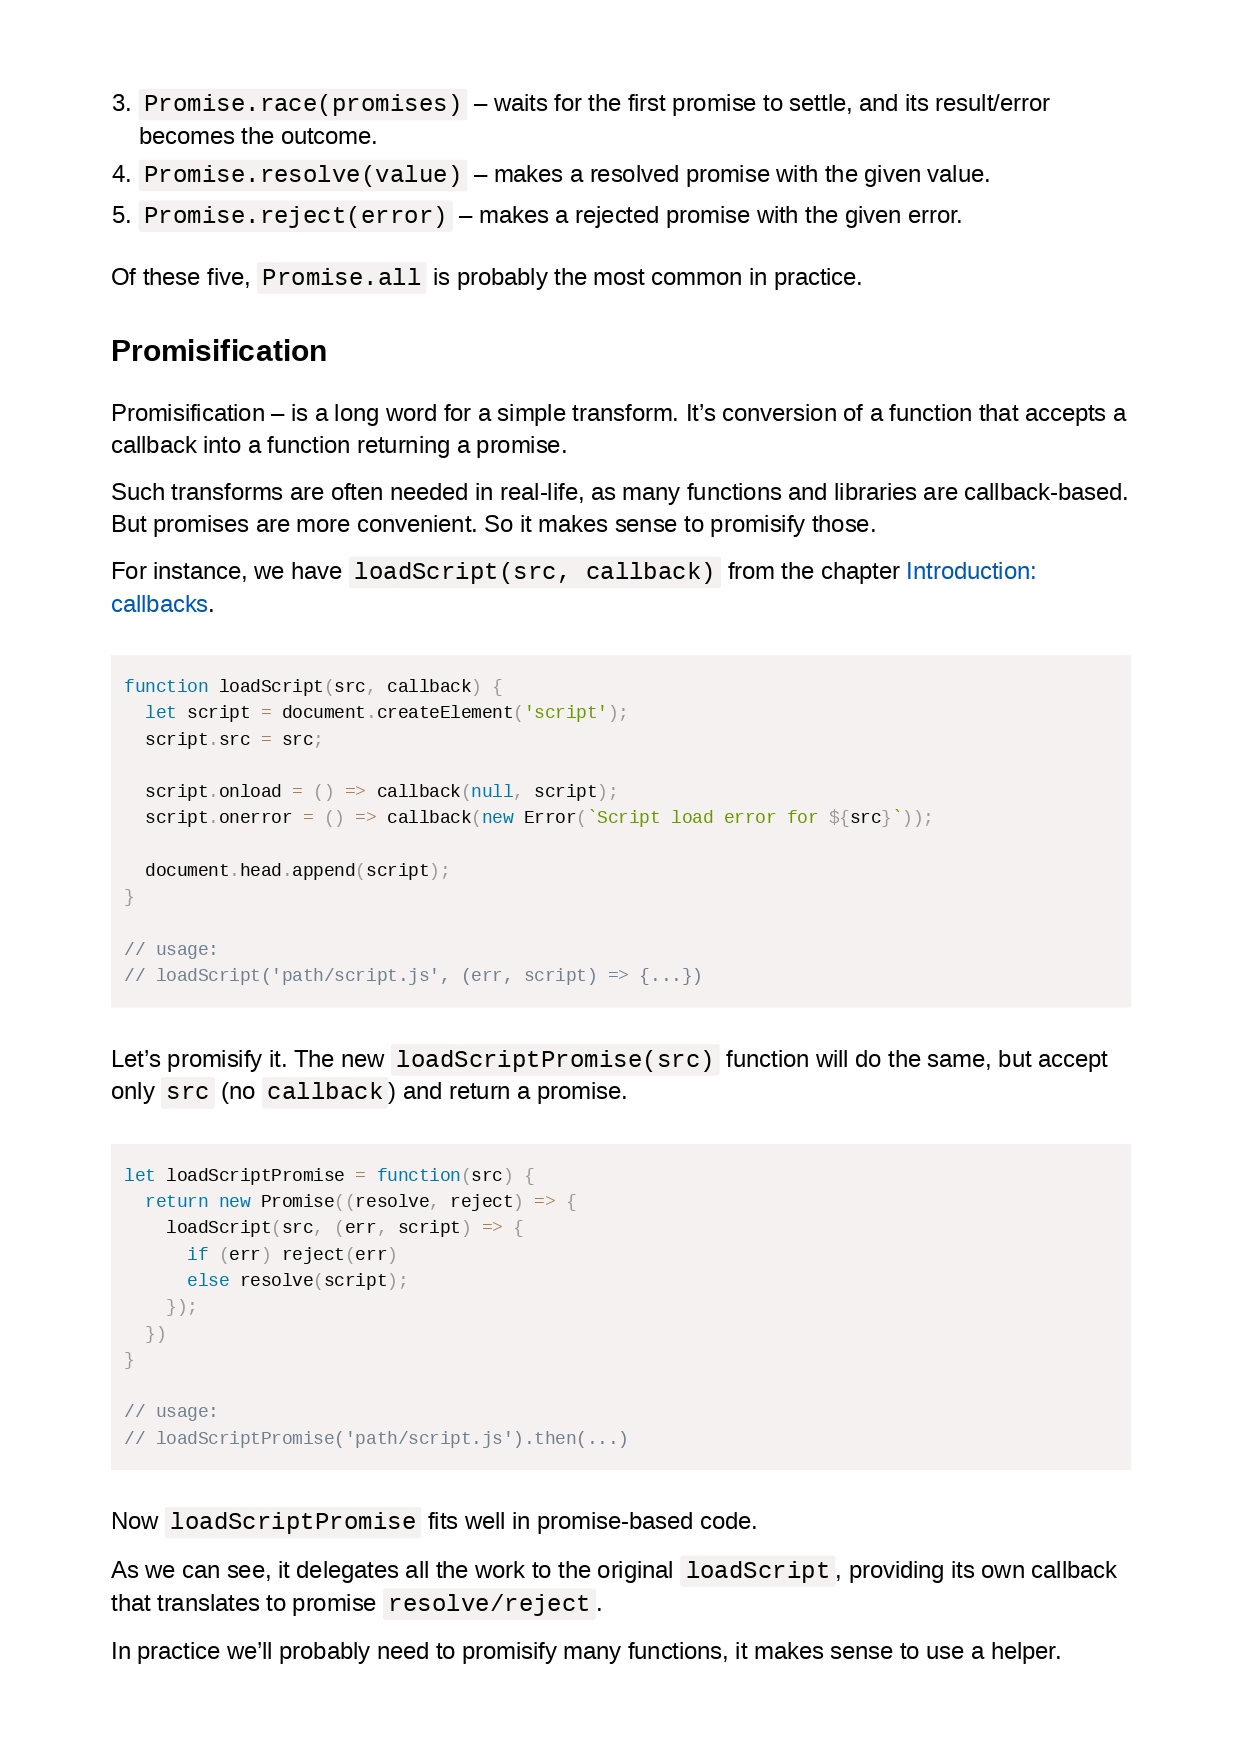 3. Promise.race(promises) – waits for the first promise to settle, and its result/error
becomes the outcome.
4. Promise.resolve(value) – makes a resolved promise with the given value.
5. Promise.reject(error) – makes a rejected promise with the given error.
Of these five, Promise.all is probably the most common in practice.
Promisification
Promisification – is a long word for a simple transform. It’s conversion of a function that accepts a
callback into a function returning a promise.
Such transforms are often needed in real-life, as many functions and libraries are callback-based.
But promises are more convenient. So it makes sense to promisify those.
For instance, we have loadScript(src, callback) from the chapter Introduction:
callbacks.
function loadScript(src, callback) {
  let script = document.createElement('script');
  script.src = src;
  script.onload = () => callback(null, script);
  script.onerror = () => callback(new Error(`Script load error for ${src}`));
  document.head.append(script);
}
// usage:
// loadScript('path/script.js', (err, script) => {...})
Let’s promisify it. The new loadScriptPromise(src) function will do the same, but accept
only src (no callback) and return a promise.
let loadScriptPromise = function(src) {
  return new Promise((resolve, reject) => {
    loadScript(src, (err, script) => {
      if (err) reject(err)
      else resolve(script);
    });
  })
}
// usage:
// loadScriptPromise('path/script.js').then(...)
Now loadScriptPromise fits well in promise-based code.
As we can see, it delegates all the work to the original loadScript, providing its own callback
that translates to promise resolve/reject.
In practice we’ll probably need to promisify many functions, it makes sense to use a helper.